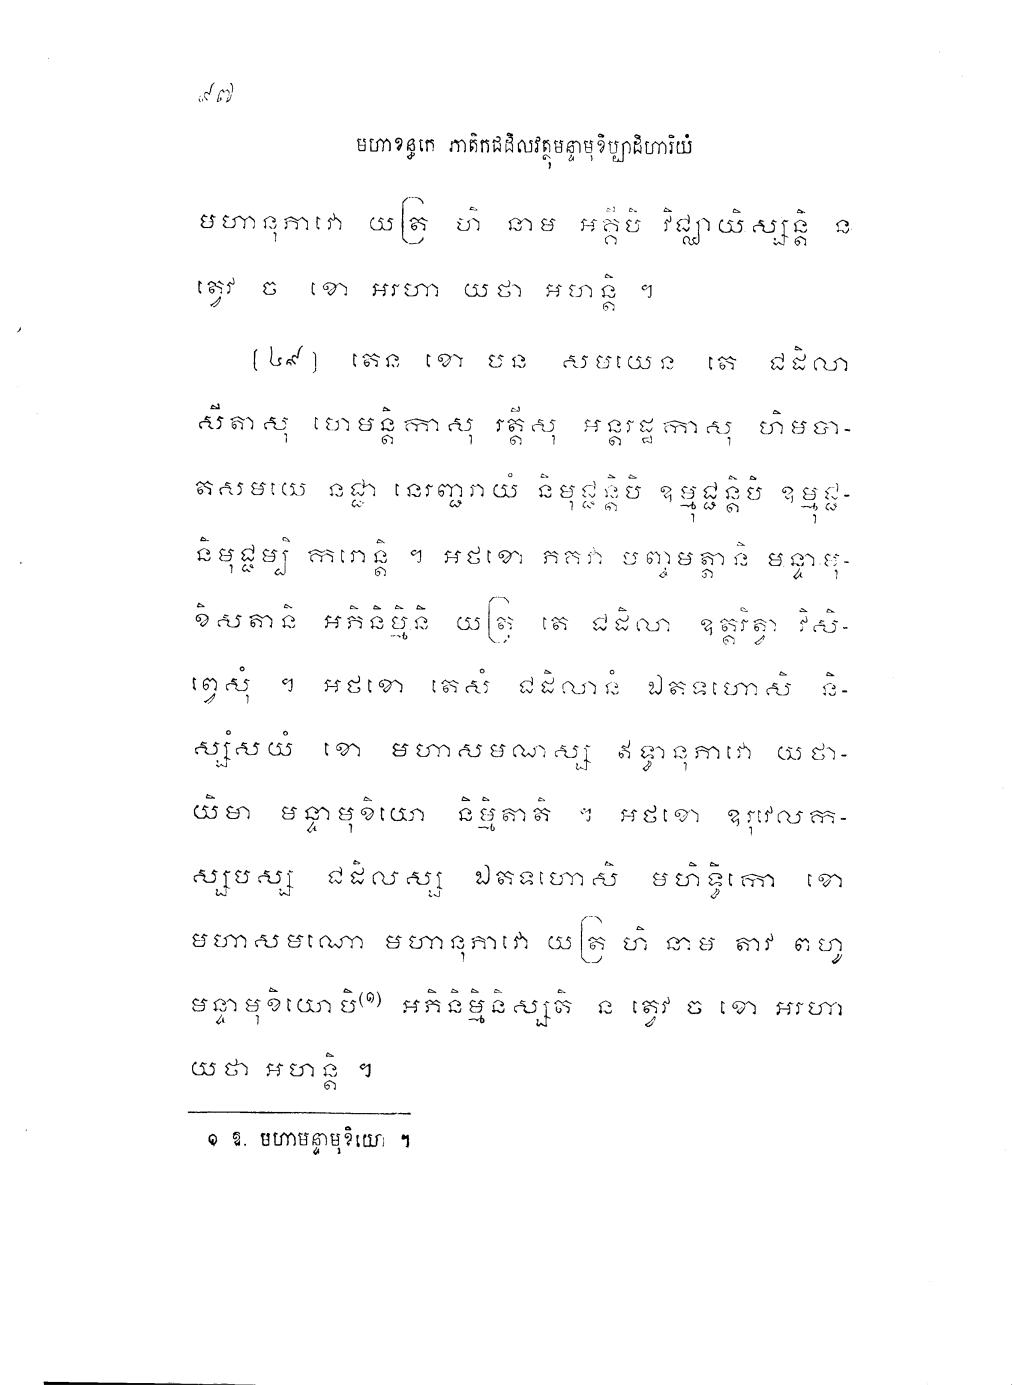 ៩៧
មហាខន្ធកេ ភាតិកជដិលវត្ថុមន្ទាមុខិប្បាដិហារិយំ
មហានុភាវោ យត្រ ហិ នាម អគ្គីបិ វិជ្ឈាយិស្សន្តិ ន
ត្វេវ ច ខោ អរហា យថា អហន្តិ ។
(៤៩) តេន ខោ បន សមយេន តេ ជដិលា
សីតាសុ ហេមន្តិកាសុ រត្តីសុ អន្តរដ្ឋកាសុ ហិមបា-
តសមយេ នជ្ជា នេរញ្ជរាយំ និមុជ្ជន្តិបិ ឧម្មុជ្ជន្តិបិ ឧម្មុជ្ជ-
និមុជ្ជម្បិ ករោន្តិ ។ អថខោ ភគវា បញ្ចមត្តានិ មន្ទាមុ-
ខិសតានិ អភិនិម្មិនិ យត្រ តេ ជដិលា ឧត្តរិត្វា វិសិ-
ព្វេសុំ ។ អថខោ តេសំ ជដិលានំ ឯតទហោសិ និ-
ស្សំសយំ ខោ មហាសមណស្ស ឥទ្ធានុភាវោ យថា-
យិមា មន្ទាមុខិយោ និម្មិតាតិ ។ អថខោ ឧរុវេលក-
ស្សបស្ស ជដិលស្ស ឯតទហោសិ មហិទ្ធិកោ ខោ
មហាសមណោ មហានុភាវោ យត្រ ហិ នាម តាវ ពហូ
មន្ទាមុខិយោបិ(១) អភិនិម្មិនិស្សតិ ន ត្វេវ ច ខោ អរហា
យថា អហន្តិ ។
១ ឱ. មហាមន្ទាមុខិយោ ។